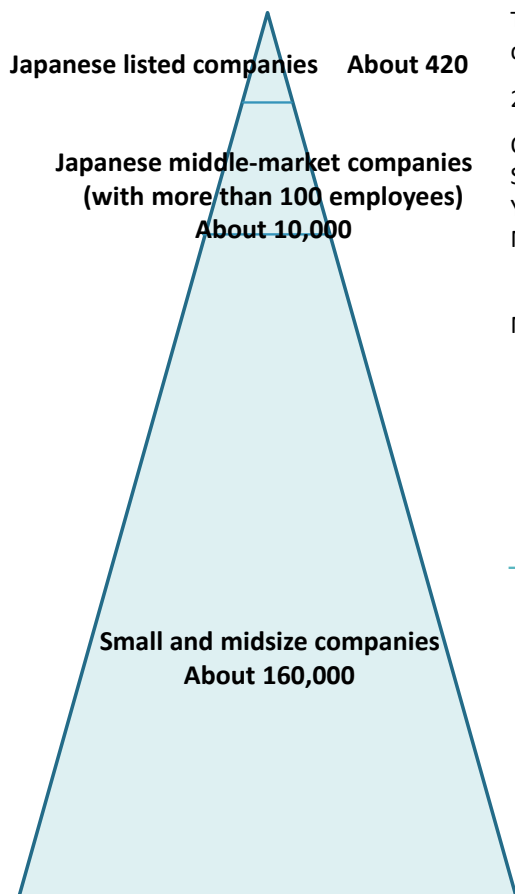 Japanese listed companies About 420
Japanese middle-market companies
(with more than 100 employees)
About 10,000
Small and midsize companies
About 160,000